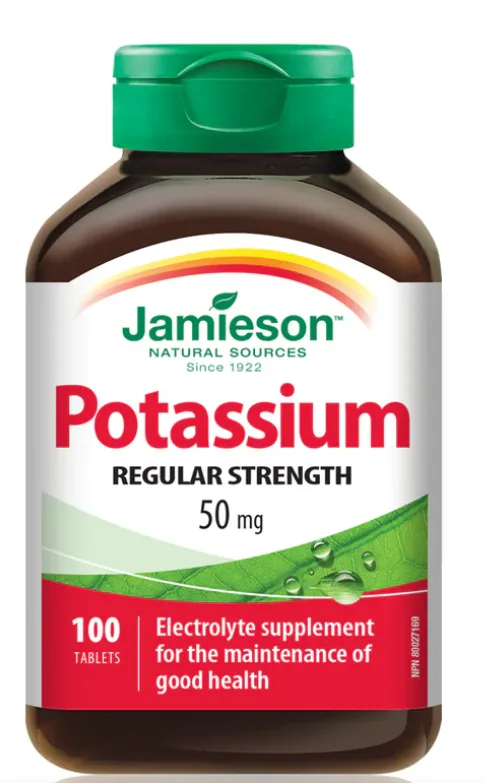 Jamieson™
NATURAL SOURCES
Since 1922
Potassium
REGULAR STRENGTH
50 mg
100
TABLETS
Electrolyte supplement
for the maintenance of
good health
NPN 80027169